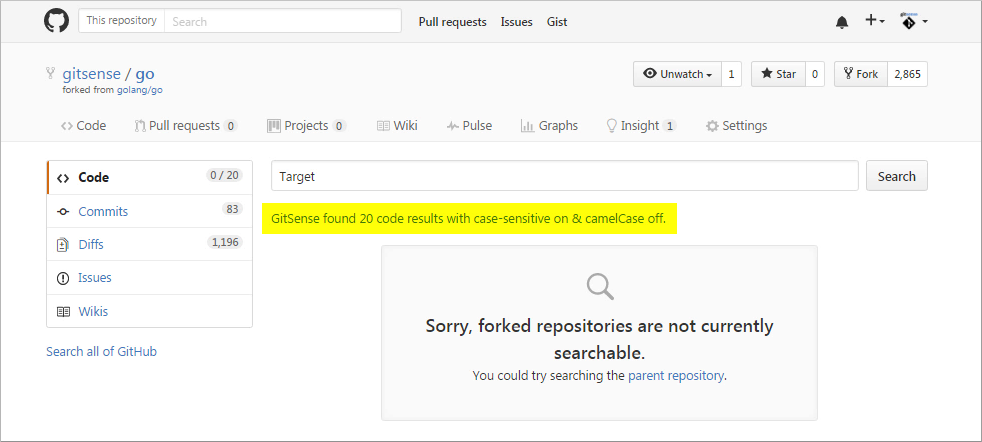 This repository Search Pull requests Issues Gist
gitsense / go
forked from golang/go
Unwatch 1 Star 0 Fork 2,865
Code Pull requests 0 Projects 0 Wiki Pulse Graphs Insight 1 Settings
Code 0 / 20
Commits 83
Diffs 1,196
Issues
Wikis
Search all of GitHub
Target Search
GitSense found 20 code results with case-sensitive on & camelCase off.
Sorry, forked repositories are not currently
searchable.
You could try searching the parent repository.